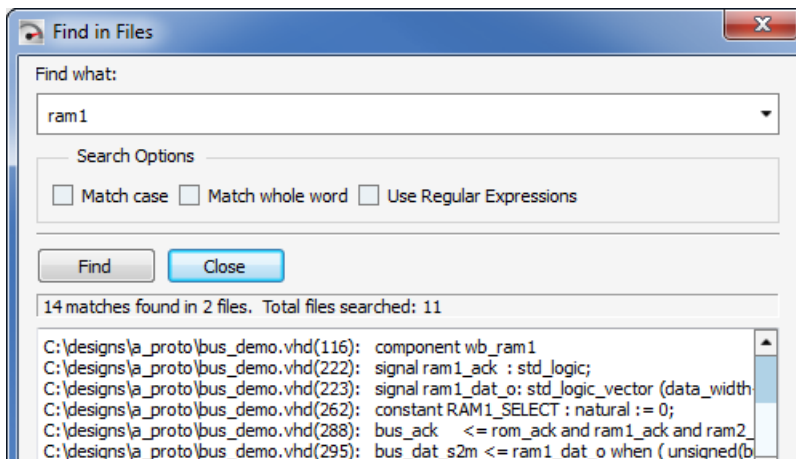 Find in Files
Find what:
ram1
Search Options
Match case Match whole word Use Regular Expressions
Find Close
14 matches found in 2 files. Total files searched: 11
C:\designs\a_proto\bus_demo.vhd(116): component wb_ram1
C:\designs\a_proto\bus_demo.vhd(222): signal ram1_ack : std_logic;
C:\designs\a_proto\bus_demo.vhd(223): signal ram1_dat_o: std_logic_vector (data_width-
C:\designs\a_proto\bus_demo.vhd(262): constant RAM1_SELECT : natural := 0;
C:\designs\a_proto\bus_demo.vhd(288): bus_ack <= rom_ack and ram1_ack and ram2_
C:\designs\a_proto\bus_demo.vhd(295): bus_dat_s2m <= ram1_dat_o when ( unsigned(b